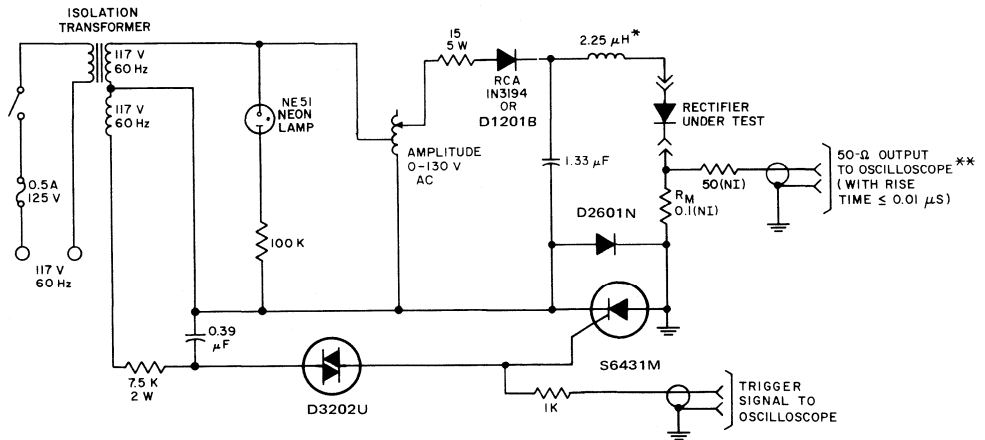 ISOLATION
TRANSFORMER
117 V
60 Hz
117 V
60 Hz
0.5A
125 V
117 V
60 Hz
NE51
NEON
LAMP
100 K
AMPLITUDE
0-130 V
AC
15
5 W
RCA
1N3194
OR
D1201B
2.25 μH*
RECTIFIER
UNDER TEST
1.33 μF
50(NI)
RM
0.1(NI)
50-Ω OUTPUT
TO OSCILLOSCOPE**
(WITH RISE
TIME ≤ 0.01 μS)
D2601N
S6431M
0.39
μF
7.5 K
2 W
D3202U
1K
TRIGGER
SIGNAL TO
OSCILLOSCOPE